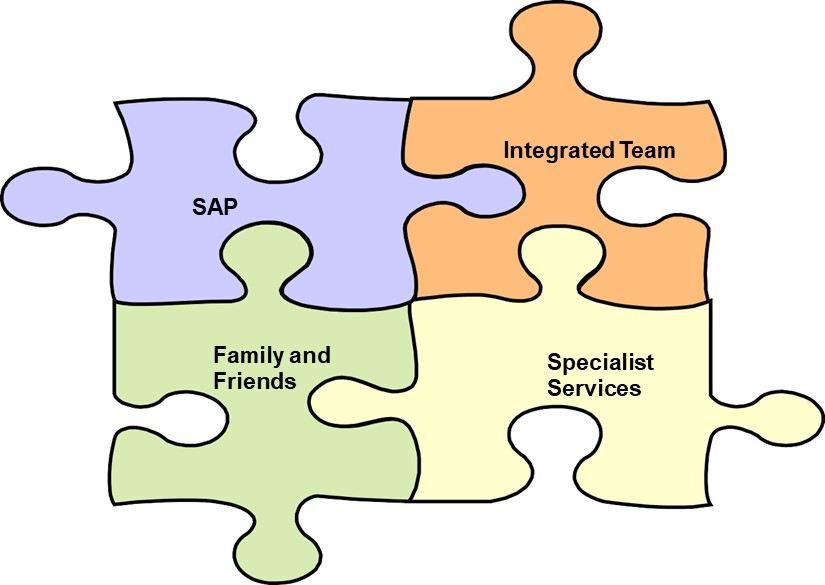 Integrated Team
SAP
Family and
Friends
Specialist
Services